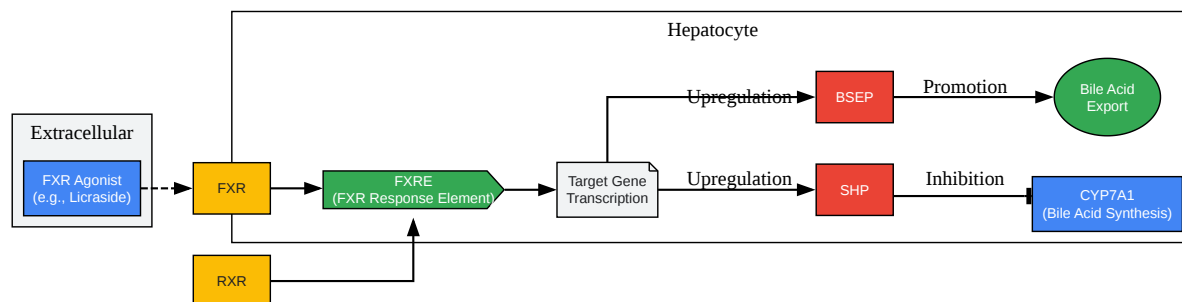 Hepatocyte
Extracellular
FXR Agonist
(e.g., Licraside)
FXR
RXR
FXRE
(FXR Response Element)
Target Gene
Transcription
Upregulation
BSEP
Promotion
Bile Acid
Export
Upregulation
SHP
Inhibition
CYP7A1
(Bile Acid Synthesis)